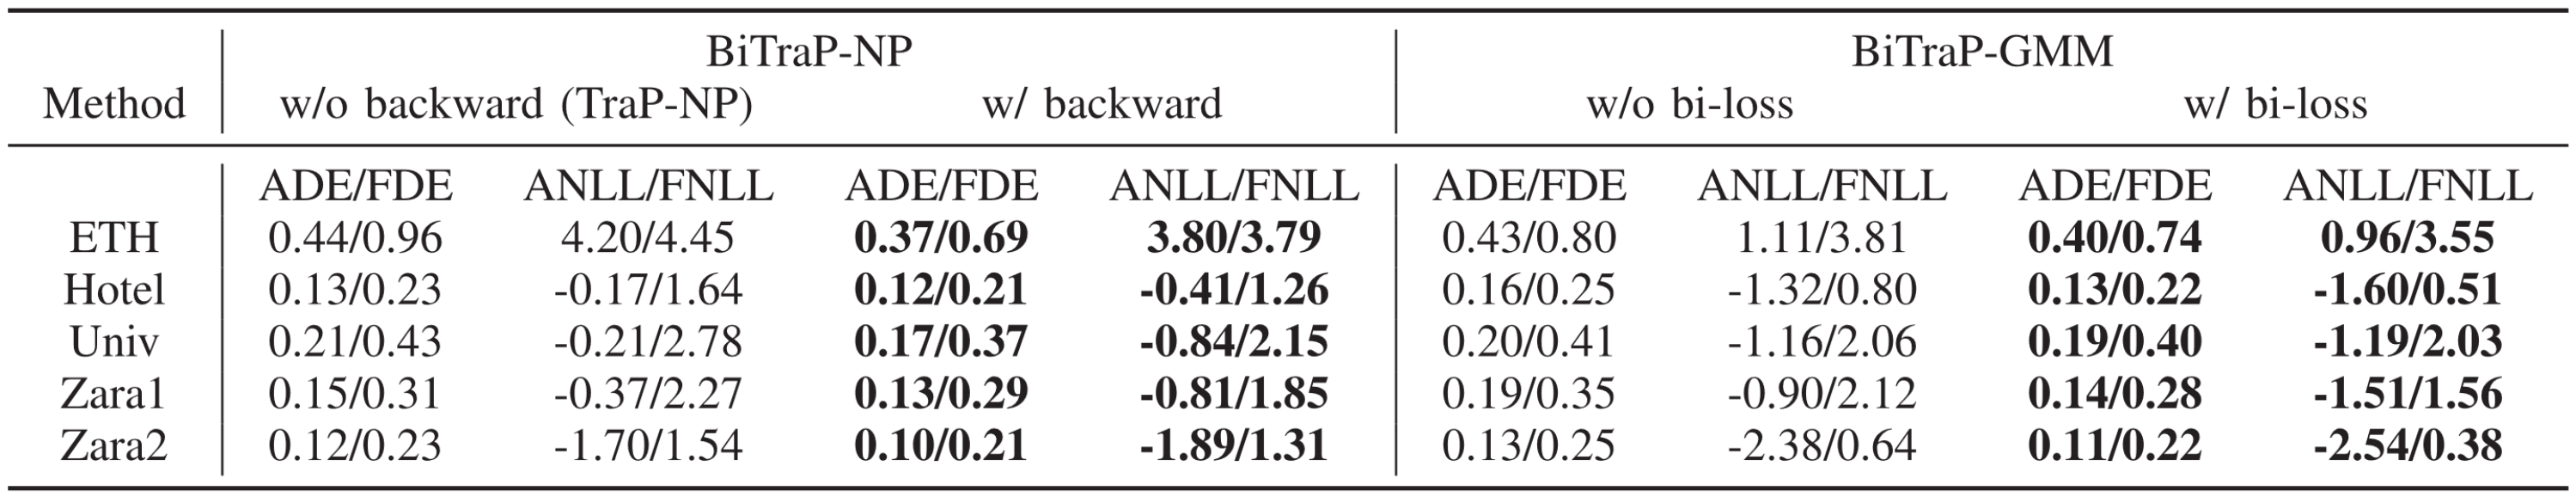 BiTraP-NP BiTraP-GMM
Method w/o backward (TraP-NP) w/ backward w/o bi-loss w/ bi-loss
ADE/FDE ANLL/FNLL ADE/FDE ANLL/FNLL ADE/FDE ANLL/FNLL ADE/FDE ANLL/FNLL
ETH 0.44/0.96 4.20/4.45 0.37/0.69 3.80/3.79 0.43/0.80 1.11/3.81 0.40/0.74 0.96/3.55
Hotel 0.13/0.23 -0.17/1.64 0.12/0.21 -0.41/1.26 0.16/0.25 -1.32/0.80 0.13/0.22 -1.60/0.51
Univ 0.21/0.43 -0.21/2.78 0.17/0.37 -0.84/2.15 0.20/0.41 -1.16/2.06 0.19/0.40 -1.19/2.03
Zara1 0.15/0.31 -0.37/2.27 0.13/0.29 -0.81/1.85 0.19/0.35 -0.90/2.12 0.14/0.28 -1.51/1.56
Zara2 0.12/0.23 -1.70/1.54 0.10/0.21 -1.89/1.31 0.13/0.25 -2.38/0.64 0.11/0.22 -2.54/0.38